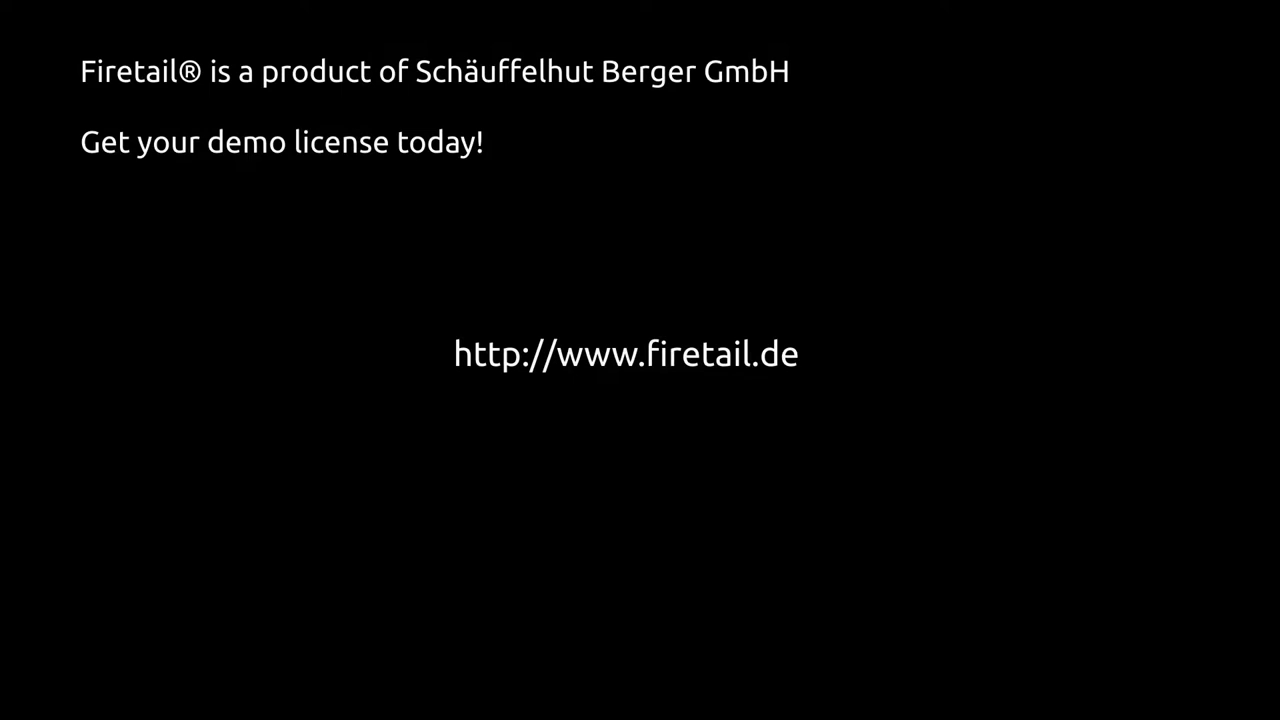 Firetail® is a product of Schäuffelhut Berger GmbH
Get your demo license today!
http://www.firetail.de